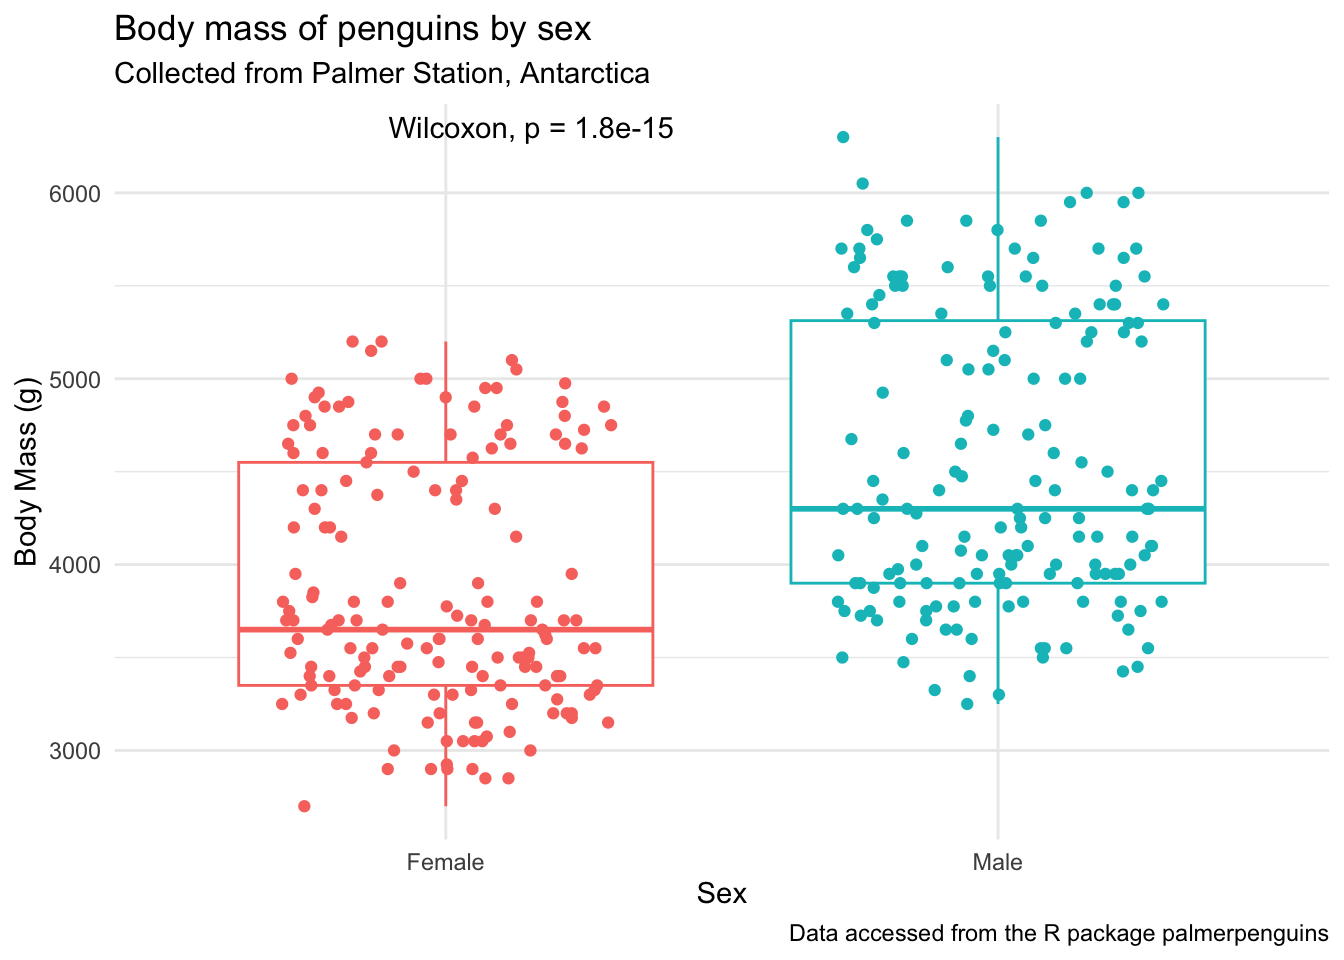 Body mass of penguins by sex
Collected from Palmer Station, Antarctica
Wilcoxon, p = 1.8e-15
6000
5000
4000
3000
Body Mass (g)
Female
Male
Sex
Data accessed from the R package palmerpenguins